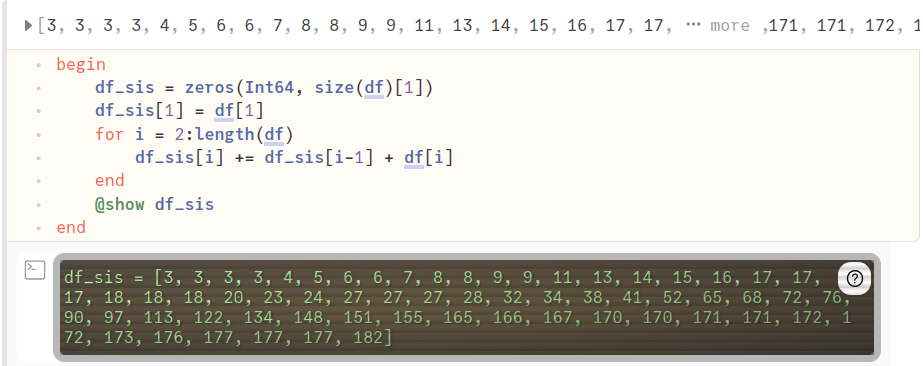 [3, 3, 3, 3, 4, 5, 6, 6, 7, 8, 8, 9, 9, 11, 13, 14, 15, 16, 17, 17, ··· more ,171, 171, 172, 1
begin
    df_sis = zeros(Int64, size(df)[1])
    df_sis[1] = df[1]
    for i = 2:length(df)
        df_sis[i] += df_sis[i-1] + df[i]
    end
    @show df_sis
end
df_sis = [3, 3, 3, 3, 4, 5, 6, 6, 7, 8, 8, 9, 9, 11, 13, 14, 15, 16, 17, 17,
17, 18, 18, 18, 20, 23, 24, 27, 27, 27, 28, 32, 34, 38, 41, 52, 65, 68, 72, 76,
90, 97, 113, 122, 134, 148, 151, 155, 165, 166, 167, 170, 170, 171, 171, 172, 1
72, 173, 176, 177, 177, 177, 182]